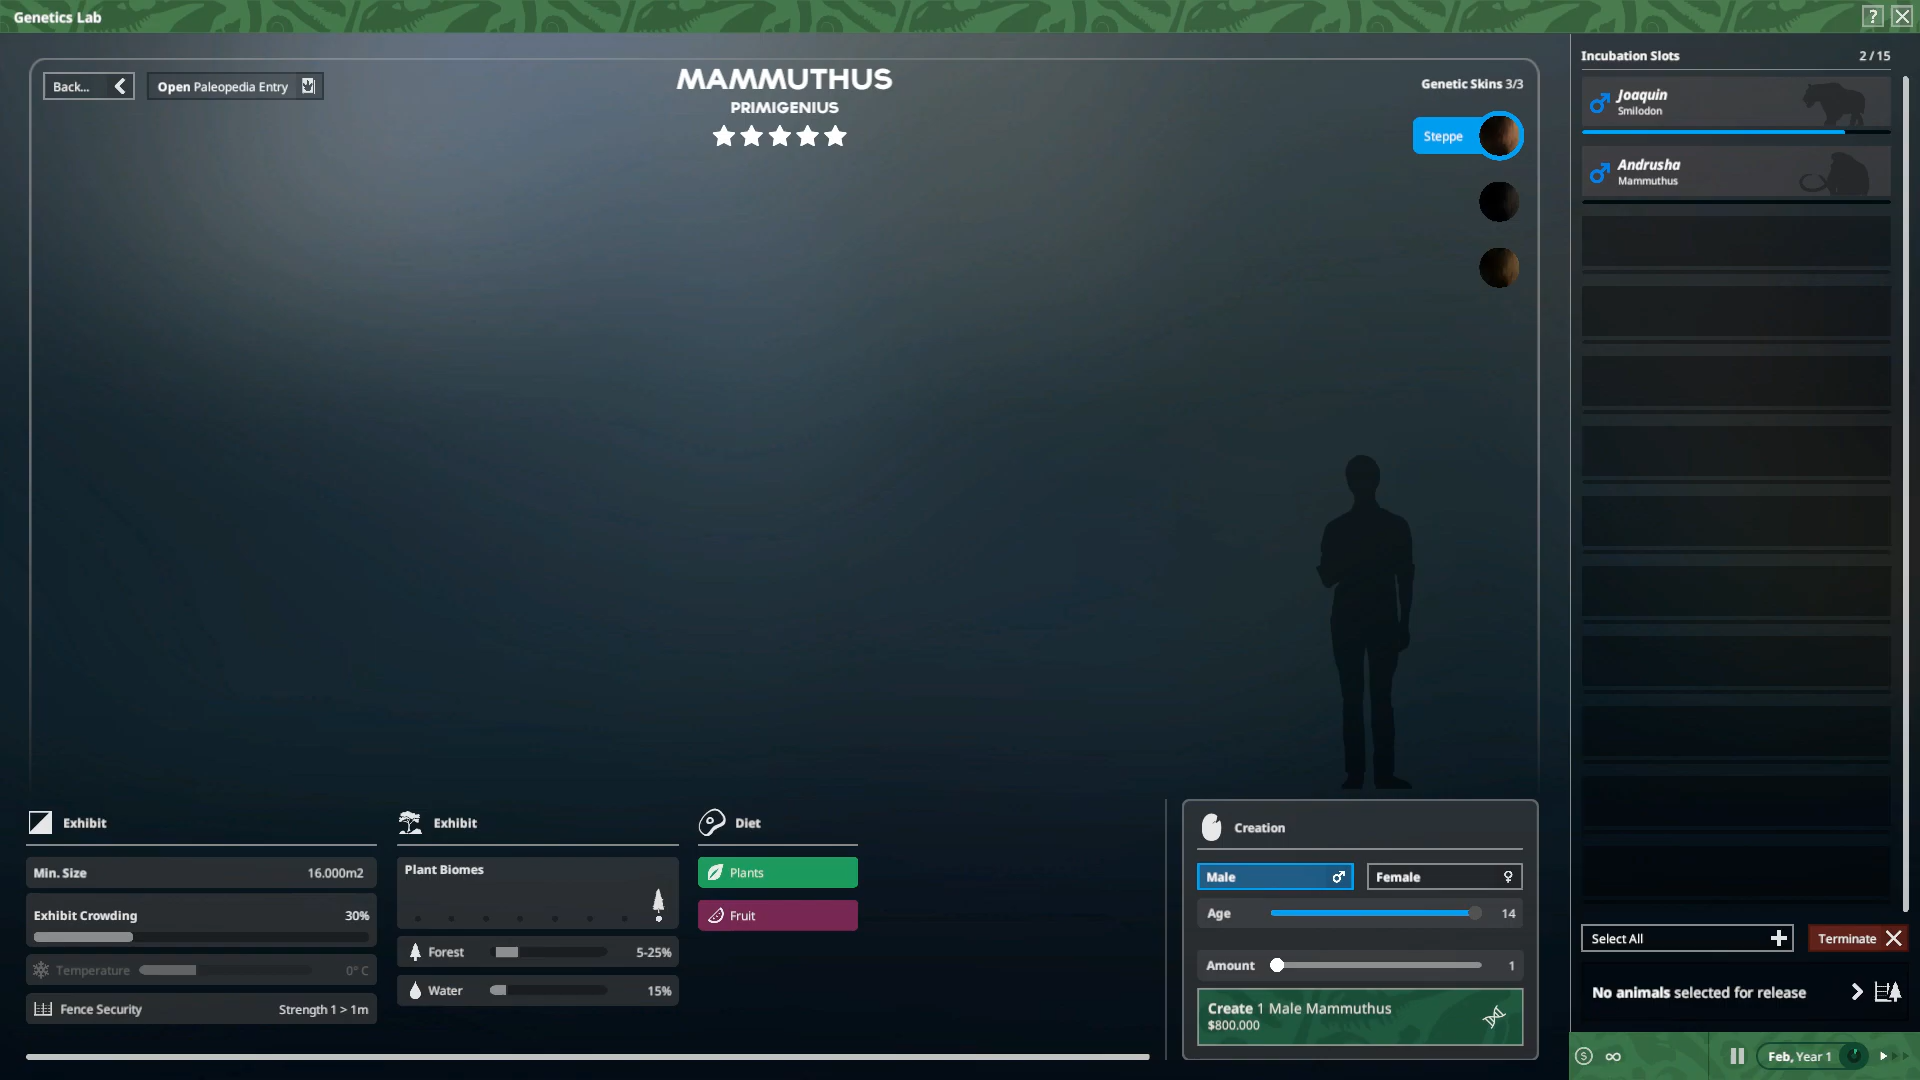 Genetics Lab
?
Back...
Open Paleopedia Entry
MAMMUTHUS
PRIMIGENIUS
Genetic Skins 3/3
Steppe
Incubation Slots 2 / 15
Joaquin
Smilodon
Andrusha
Mammuthus
Exhibit
Min. Size 16.000m2
Exhibit Crowding 30%
Temperature 0° C
Fence Security Strength 1 > 1m
Exhibit
Plant Biomes
Forest 5-25%
Water 15%
Diet
Plants
Fruit
Creation
Male ♂
Female ♀
Age 14
Amount 1
Create 1 Male Mammuthus
$800.000
Select All
Terminate
No animals selected for release
$ ∞
Feb, Year 1